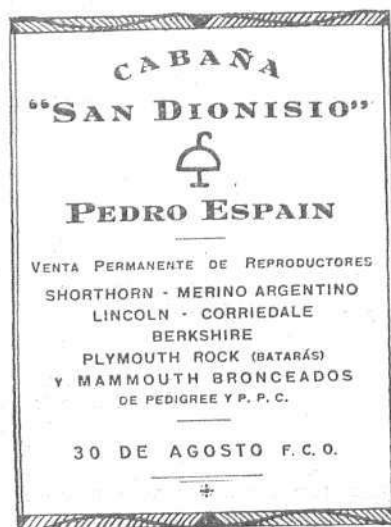 CABAÑA
"SAN DIONISIO"
PEDRO ESPAIN
VENTA PERMANENTE DE REPRODUCTORES
SHORTHORN - MERINO ARGENTINO
LINCOLN - CORRIEDALE
BERKSHIRE
PLYMOUTH ROCK (BATARÁS)
Y MAMMOUTH BRONCEADOS
DE PEDIGREE Y P. P. C.
30 DE AGOSTO F. C. O.